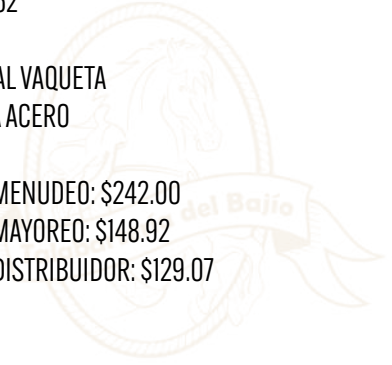 AL VAQUETA
ACERO
MENUDEO: $242.00
MAYOREO: $148.92
DISTRIBUIDOR: $129.07
del Bajío